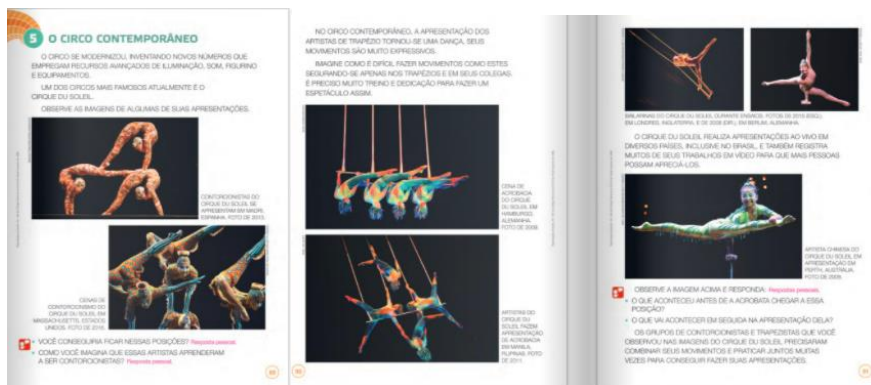 5 O CIRCO CONTEMPORÂNEO
O CIRCO SE MODERNIZOU, INVENTANDO NOVOS NÚMEROS QUE
EMPREGAM RECURSOS AVANÇADOS DE ILUMINAÇÃO, SOM, FIGURINO
E EQUIPAMENTOS.
UM DOS CIRCOS MAIS FAMOSOS ATUALMENTE É O
CIRQUE DU SOLEIL.
OBSERVE AS IMAGENS DE ALGUMAS DE SUAS APRESENTAÇÕES.
CONTORCIONISTAS DO
CIRQUE DU SOLEIL SE
APRESENTAM EM MADRI,
ESPANHA. FOTO DE 2013.
CENAS DE
CONTORCIONISMO DO
CIRQUE DU SOLEIL EM
MASSACHUSETTS, ESTADOS
UNIDOS. FOTO DE
• VOCÊ CONSEGUIRIA FICAR NESSAS POSIÇÕES? Resposta pessoal.
• COMO VOCÊ IMAGINA QUE ESSAS ARTISTAS APRENDERAM
A SER CONTORCIONISTAS? Resposta pessoal.
NO CIRCO CONTEMPORÂNEO, A APRESENTAÇÃO DOS
ARTISTAS DE TRAPÉZIO TORNOU-SE UMA DANÇA, SEUS
MOVIMENTOS SÃO MUITO EXPRESSIVOS.
IMAGINE COMO É DIFÍCIL FAZER MOVIMENTOS COMO ESTES
SEGURANDO-SE APENAS NOS TRAPÉZIOS E EM SEUS COLEGAS.
É PRECISO MUITO TREINO E DEDICAÇÃO PARA FAZER UM
ESPETÁCULO ASSIM.
CENA DE
ACROBACIA
DO CIRQUE
DU SOLEIL EM
HAMBURGO,
ALEMANHA.
FOTO DE 2009.
ARTISTAS DO
CIRQUE DU
SOLEIL FAZEM
APRESENTAÇÃO
DE ACROBACIA
EM MANILA,
FILIPINAS. FOTO
DE 2011.
BAILARINAS DO CIRQUE DU SOLEIL, DURANTE ENSAIOS. FOTOS DE 2016 (ESQ.),
EM LONDRES, INGLATERRA, E DE 2008 (DIR.), EM BERLIM, ALEMANHA.
O CIRQUE DU SOLEIL REALIZA APRESENTAÇÕES AO VIVO EM
DIVERSOS PAÍSES, INCLUSIVE NO BRASIL, E TAMBÉM REGISTRA
MUITOS DE SEUS TRABALHOS EM VÍDEO PARA QUE MAIS PESSOAS
POSSAM APRECIÁ-LOS.
ARTISTA CHINESA DO
CIRQUE DU SOLEIL EM
APRESENTAÇÃO EM
PERTH, AUSTRÁLIA.
FOTO DE 2009.
OBSERVE A IMAGEM ACIMA E RESPONDA: Respostas pessoais.
• O QUE ACONTECEU ANTES DE A ACROBATA CHEGAR A ESSA
POSIÇÃO?
• O QUE VAI ACONTECER EM SEGUIDA NA APRESENTAÇÃO DELA?
OS GRUPOS DE CONTORCIONISTAS E TRAPEZISTAS QUE VOCÊ
OBSERVOU NAS IMAGENS DO CIRQUE DU SOLEIL PRECISARAM
COMBINAR SEUS MOVIMENTOS E PRATICAR JUNTOS MUITAS
VEZES PARA CONSEGUIR FAZER SUAS APRESENTAÇÕES.